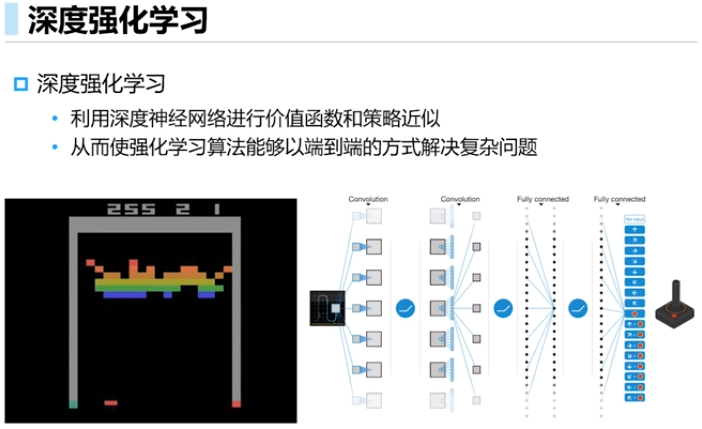 深度强化学习
深度强化学习
利用深度神经网络进行价值函数和策略近似
从而使强化学习算法能够以端到端的方式解决复杂问题
255 2 1
Convolution Convolution Fully connected Fully connected
No input